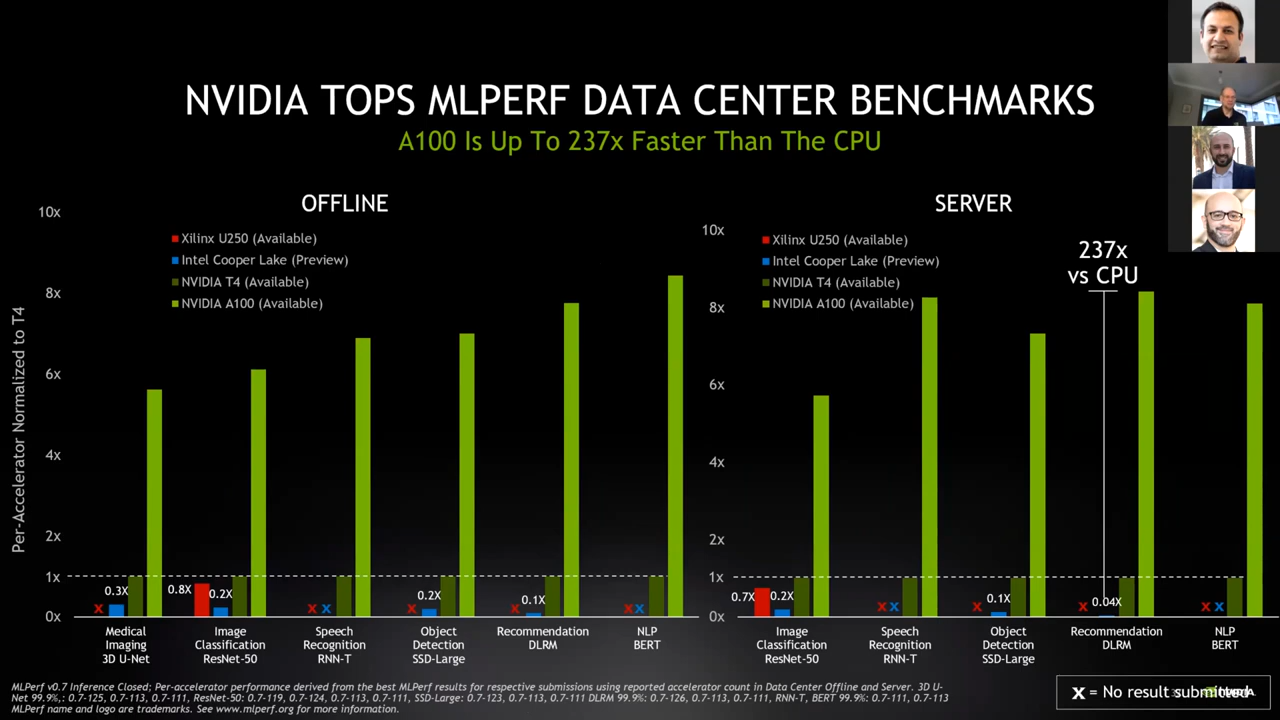 NVIDIA TOPS MLPERF DATA CENTER BENCHMARKS
A100 Is Up To 237x Faster Than The CPU
OFFLINE
Xilinx U250 (Available)
Intel Cooper Lake (Preview)
NVIDIA T4 (Available)
NVIDIA A100 (Available)
Per-Accelerator Normalized to T4
10x
8x
6x
4x
2x
1x
0x
X 0.3X
0.8X 0.2X
X X
X 0.2X
X 0.1X
X X
Medical
Imaging
3D U-Net
Image
Classification
ResNet-50
Speech
Recognition
RNN-T
Object
Detection
SSD-Large
Recommendation
DLRM
NLP
BERT
SERVER
Xilinx U250 (Available)
Intel Cooper Lake (Preview)
NVIDIA T4 (Available)
NVIDIA A100 (Available)
237x
vs CPU
10x
8x
6x
4x
2x
1x
0x
0.7X 0.2X
X X
X 0.1X
X 0.04X
X X
Image
Classification
ResNet-50
Speech
Recognition
RNN-T
Object
Detection
SSD-Large
Recommendation
DLRM
NLP
BERT
MLPerf v0.7 Inference Closed; Per-accelerator performance derived from the best MLPerf results for respective submissions using reported accelerator count in Data Center Offline and Server. 3D U-
Net 99.9%,: 0.7-125, 0.7-113, 0.7-111, ResNet-50: 0.7-119, 0.7-124, 0.7-113, 0.7-111, SSD-Large: 0.7-123, 0.7-113, 0.7-111 DLRM 99.9%: 0.7-126, 0.7-113, 0.7-111, RNN-T, BERT 99.9%: 0.7-111, 0.7-113
MLPerf name and logo are trademarks. See www.mlperf.org for more information.
X = No result submitted